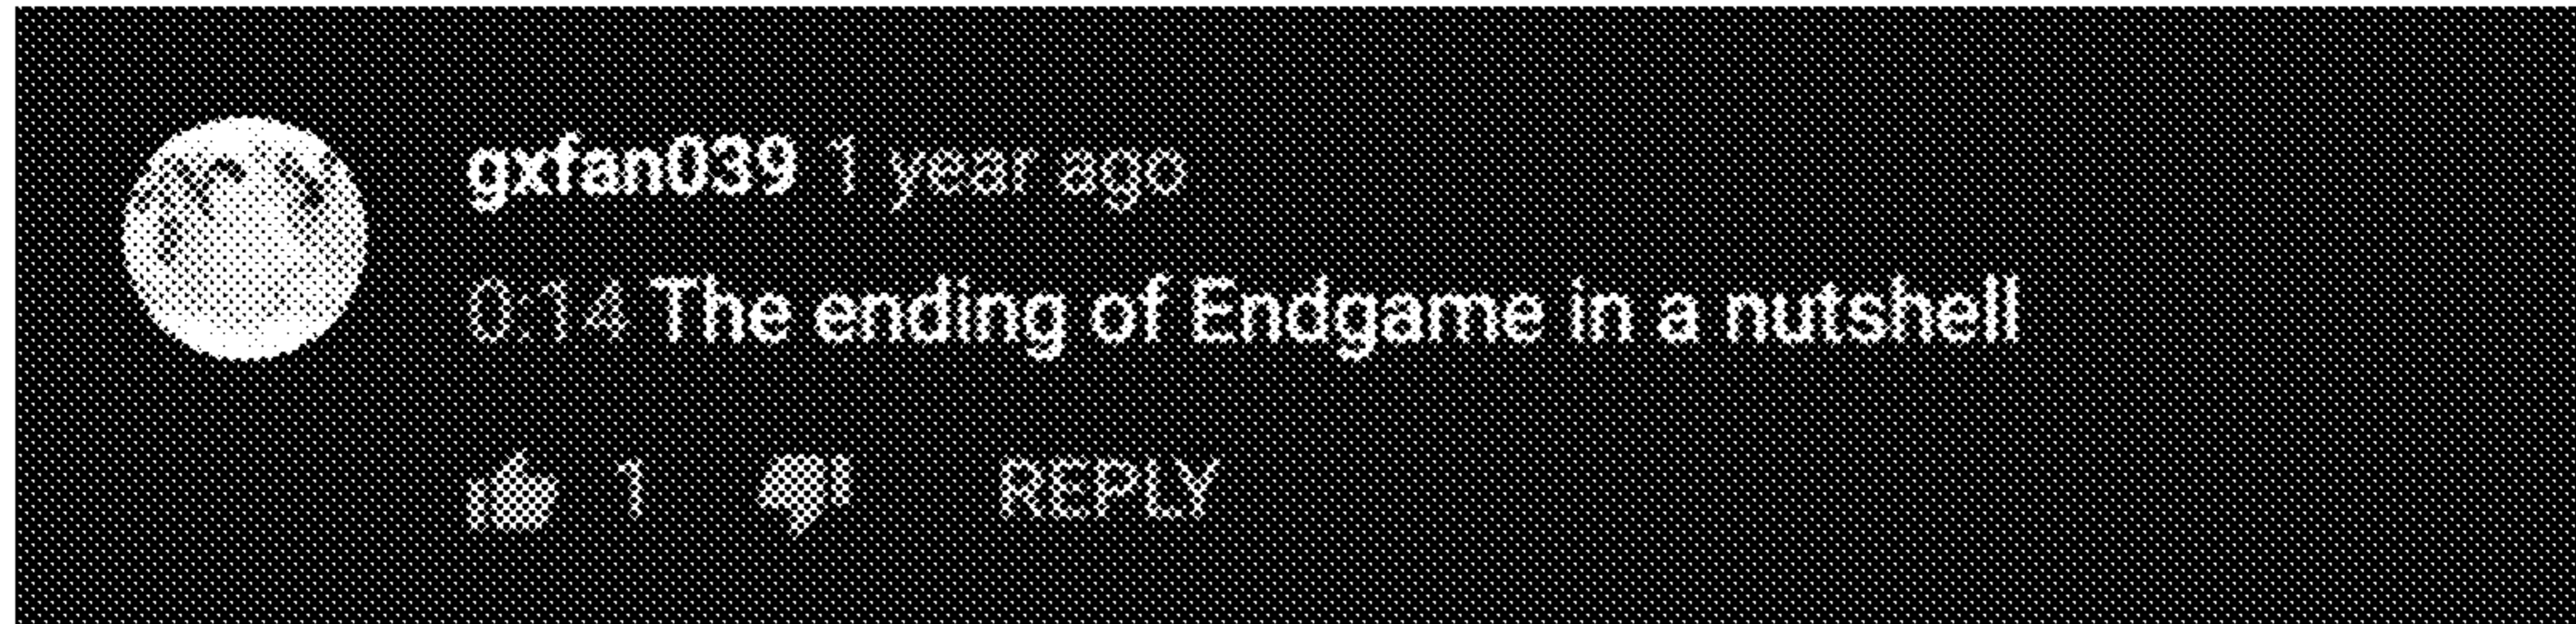 gxfan039 1 year ago
0:14 The ending of Endgame in a nutshell
1 REPLY